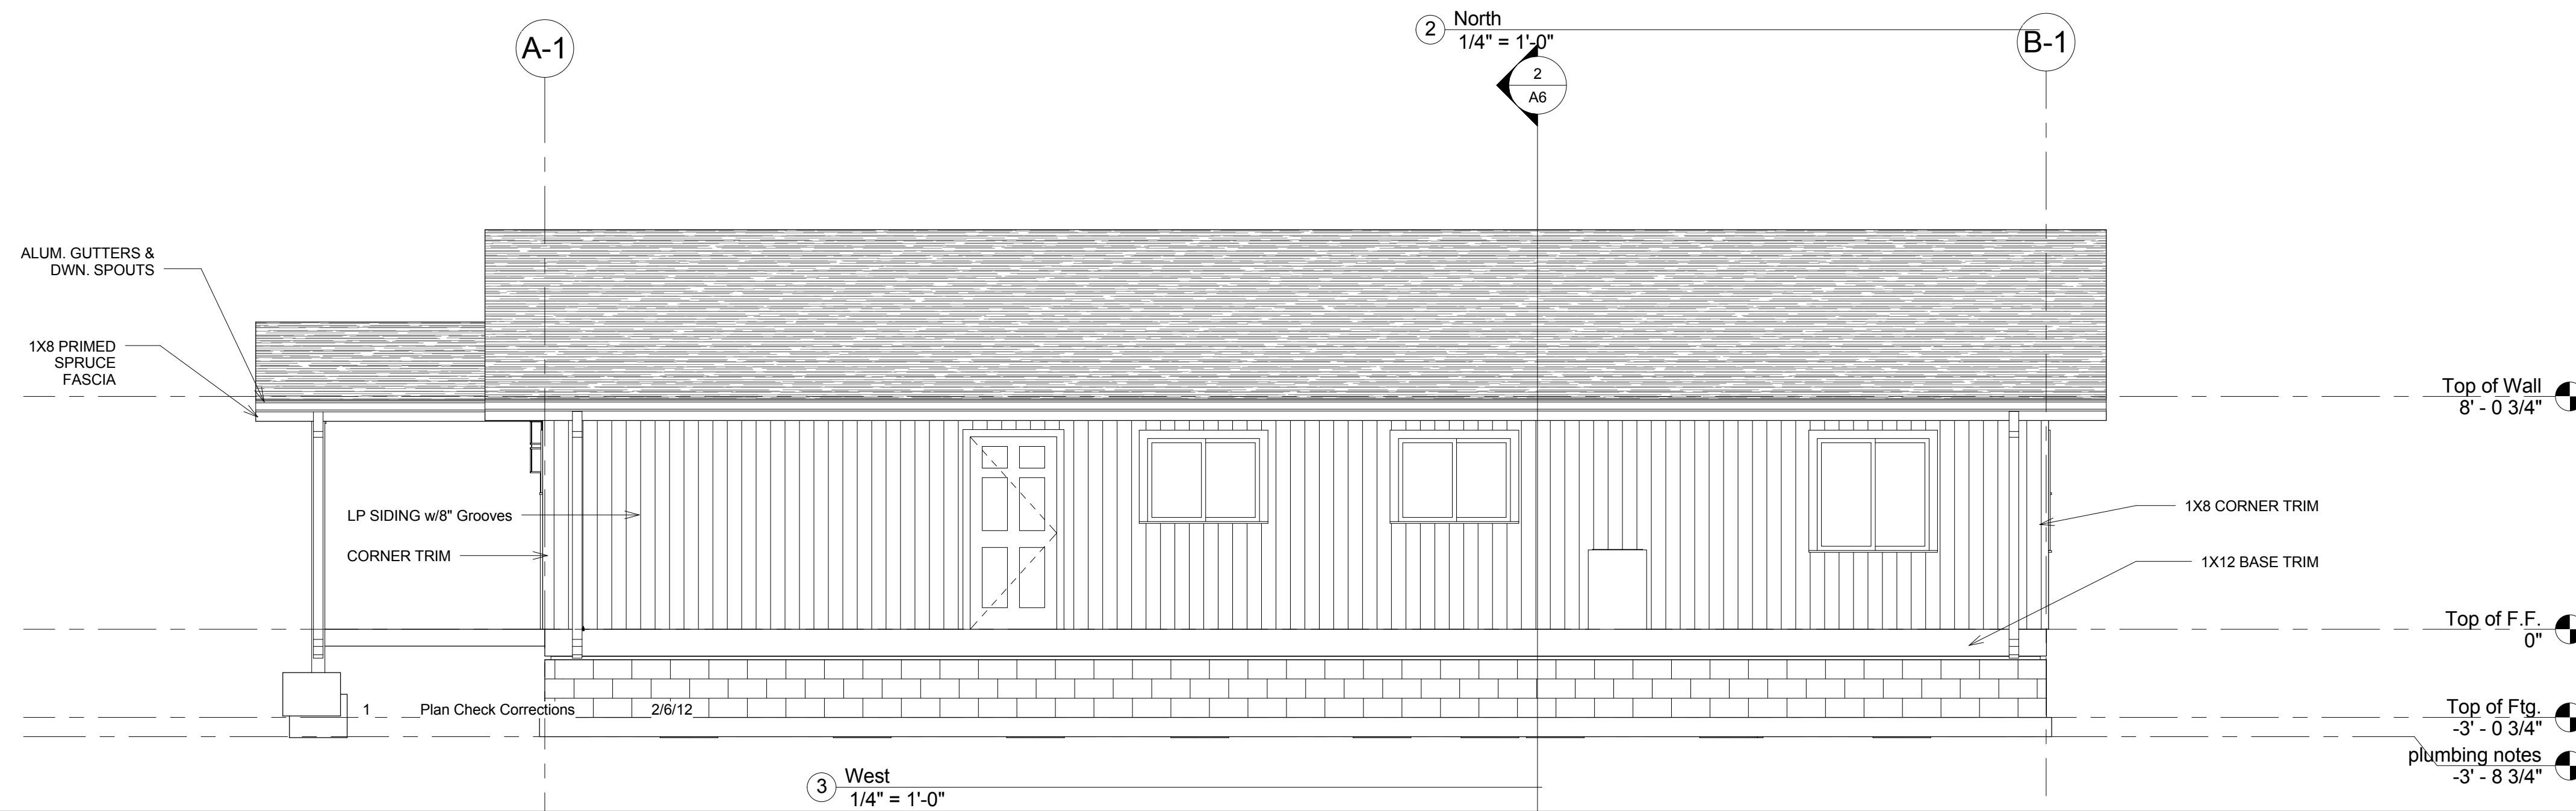 2
North
1/4" = 1'-0"
A-1
B-1
2
A6
ALUM. GUTTERS &
DWN. SPOUTS
1X8 PRIMED
SPRUCE
FASCIA
Top of Wall
8' - 0 3/4"
LP SIDING w/8" Grooves
CORNER TRIM
1X8 CORNER TRIM
1X12 BASE TRIM
Top of F.F.
0"
1 Plan Check Corrections 2/6/12
Top of Ftg.
-3' - 0 3/4"
plumbing notes
-3' - 8 3/4"
3
West
1/4" = 1'-0"